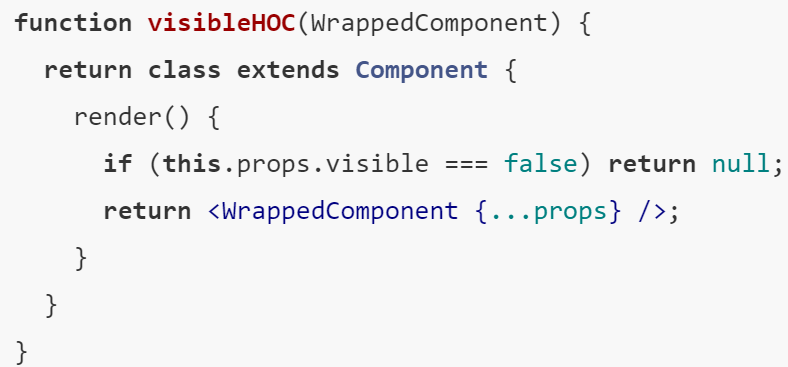 function visibleHOC(WrappedComponent) {
  return class extends Component {
    render() {
      if (this.props.visible === false) return null;
      return <WrappedComponent {...props} />;
    }
  }
}